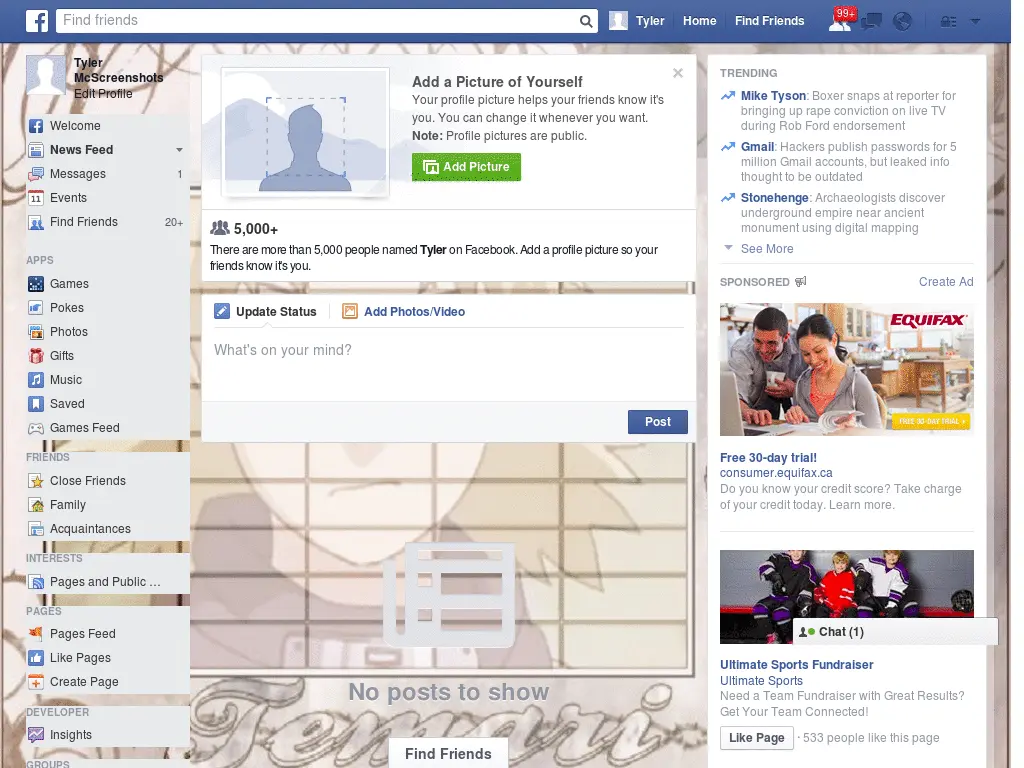 Find friends
Tyler
Home
Find Friends
99+
Tyler
McScreenshots
Edit Profile
Welcome
News Feed
Messages
1
Events
Find Friends
20+
APPS
Games
Pokes
Photos
Gifts
Music
Saved
Games Feed
FRIENDS
Close Friends
Family
Acquaintances
INTERESTS
Pages and Public ...
PAGES
Pages Feed
Like Pages
Create Page
DEVELOPER
Insights
GROUPS
Add a Picture of Yourself
Your profile picture helps your friends know it's
you. You can change it whenever you want.
Note: Profile pictures are public.
Add Picture
5,000+
There are more than 5,000 people named Tyler on Facebook. Add a profile picture so your
friends know it's you.
Update Status
Add Photos/Video
What's on your mind?
Post
No posts to show
Temari
Find Friends
TRENDING
Mike Tyson: Boxer snaps at reporter for
bringing up rape conviction on live TV
during Rob Ford endorsement
Gmail: Hackers publish passwords for 5
million Gmail accounts, but leaked info
thought to be outdated
Stonehenge: Archaeologists discover
underground empire near ancient
monument using digital mapping
See More
SPONSORED
Create Ad
EQUIFAX
FREE 30-DAY TRIAL
Free 30-day trial!
consumer.equifax.ca
Do you know your credit score? Take charge
of your credit today. Learn more.
Chat (1)
Ultimate Sports Fundraiser
Ultimate Sports
Need a Team Fundraiser with Great Results?
Get Your Team Connected!
Like Page
· 533 people like this page